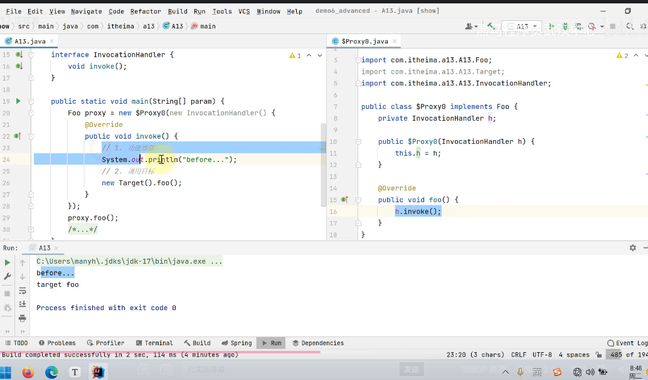 File Edit View Navigate Code Refactor Build Run Tools VCS Window Help demo6_advanced - A13.java [show]
src main java com itheima a13 A13 main A13
A13.java
$Proxy0.java
15 interface InvocationHandler {
16 void invoke();
17 }
18
19 public static void main(String[] param) {
20 Foo proxy = new $Proxy0(new InvocationHandler() {
21 @Override
22 public void invoke() {
23 // 1. 功能增强
24 System.out.println("before...");
25 // 2. 调用目标
26 new Target().foo();
27 }
28 });
29 proxy.foo();
30 /*...*/
1
3 import com.itheima.a13.A13.Foo;
4 import com.itheima.a13.A13.Target;
5 import com.itheima.a13.A13.InvocationHandler;
6
7 public class $Proxy0 implements Foo {
8 private InvocationHandler h;
9
10 public $Proxy0(InvocationHandler h) {
11 this.h = h;
12 }
13
14 @Override
15 public void foo() {
16 h.invoke();
17 }
18 }
2
Run: A13
C:\Users\manyh\.jdks\jdk-17\bin\java.exe ...
before...
target foo
Process finished with exit code 0
TODO Problems Profiler Terminal Build Spring Run Dependencies Event Log
Build completed successfully in 2 sec, 114 ms (4 minutes ago) 23:20 (3 chars) CRLF UTF-8 4 spaces 485 of 194
8:46
周二